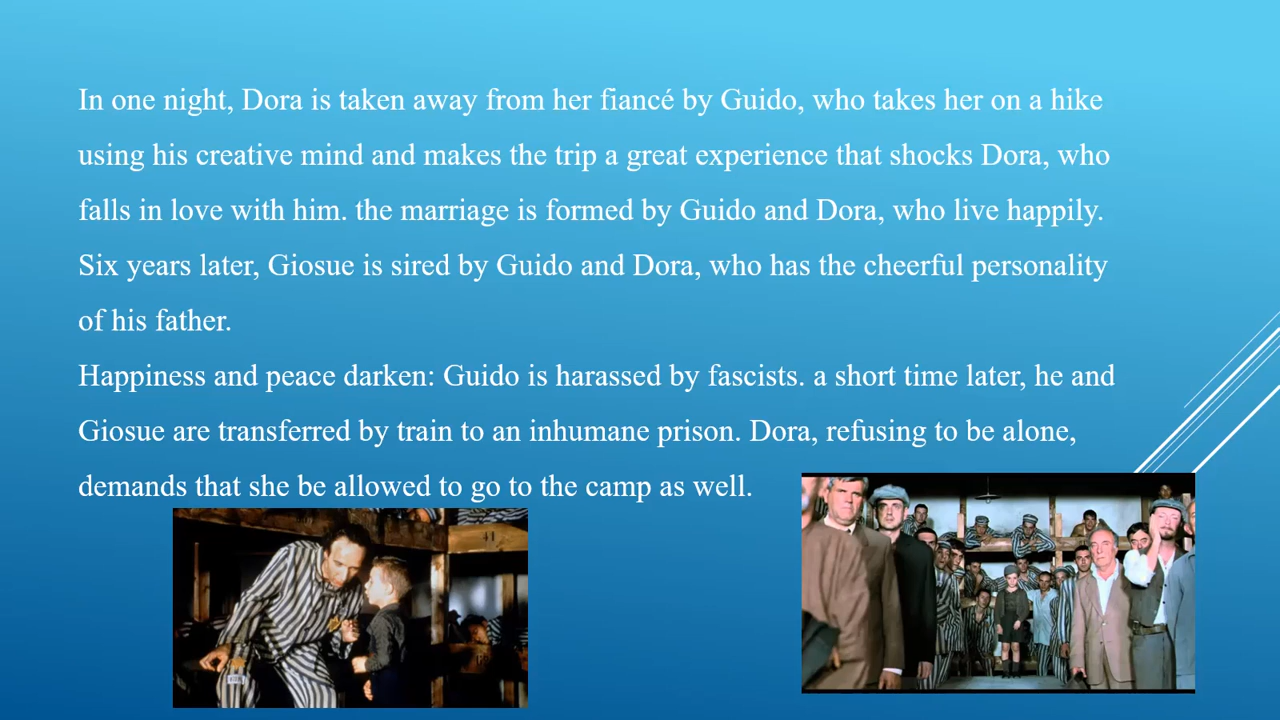 In one night, Dora is taken away from her fiancé by Guido, who takes her on a hike
using his creative mind and makes the trip a great experience that shocks Dora, who
falls in love with him. the marriage is formed by Guido and Dora, who live happily.
Six years later, Giosue is sired by Guido and Dora, who has the cheerful personality
of his father.
Happiness and peace darken: Guido is harassed by fascists. a short time later, he and
Giosue are transferred by train to an inhumane prison. Dora, refusing to be alone,
demands that she be allowed to go to the camp as well.
41